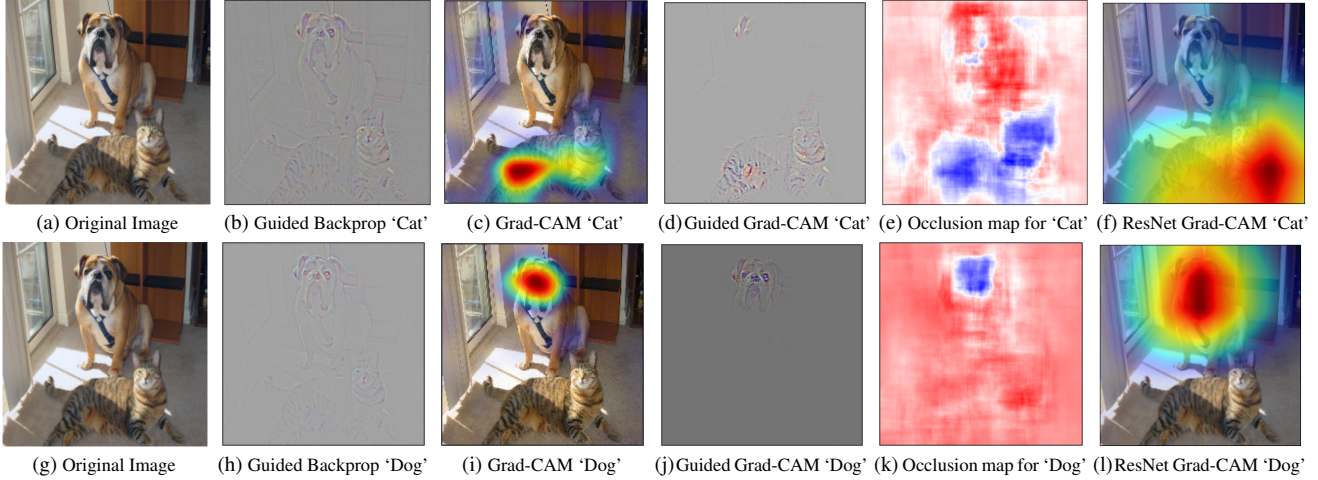 (a) Original Image
(b) Guided Backprop ‘Cat’
(c) Grad-CAM ‘Cat’
(d) Guided Grad-CAM ‘Cat’
(e) Occlusion map for ‘Cat’
(f) ResNet Grad-CAM ‘Cat’
(g) Original Image
(h) Guided Backprop ‘Dog’
(i) Grad-CAM ‘Dog’
(j) Guided Grad-CAM ‘Dog’
(k) Occlusion map for ‘Dog’
(l) ResNet Grad-CAM ‘Dog’